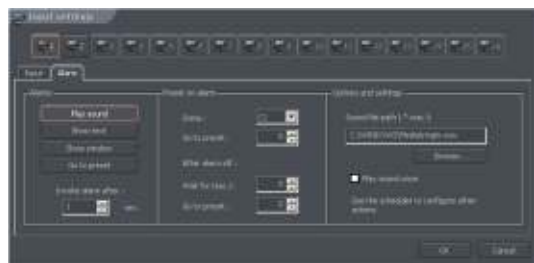 Input settings
Input
Alarm
Alarms
Play sound
Show text
Show window
Go to preset
Invoke alarm after :
sec.
Preset on alarm
Delay :
Go to preset :
After alarm off :
Wait for (sec.) :
Go to preset :
Options and settings
Sound file path ( *.wav ):
Browse...
Play sound once
Use the scheduler to configure other
actions
OK
Cancel